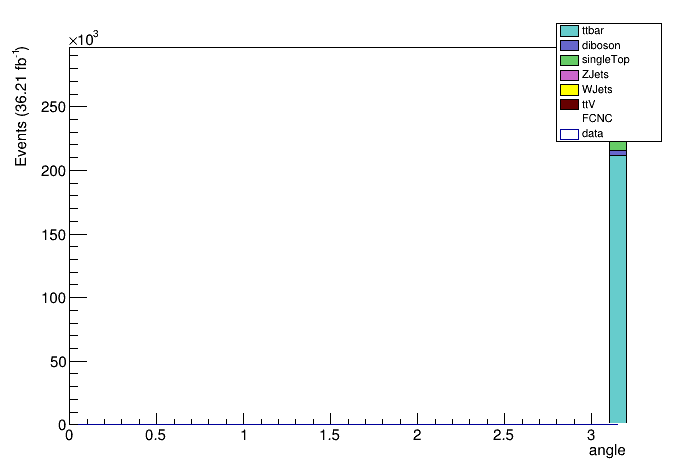 ×10³
Events (36.21 fb⁻¹)
250
200
150
100
50
0
0 0.5 1 1.5 2 2.5 3
angle
ttbar
diboson
singleTop
ZJets
WJets
ttV
FCNC
data